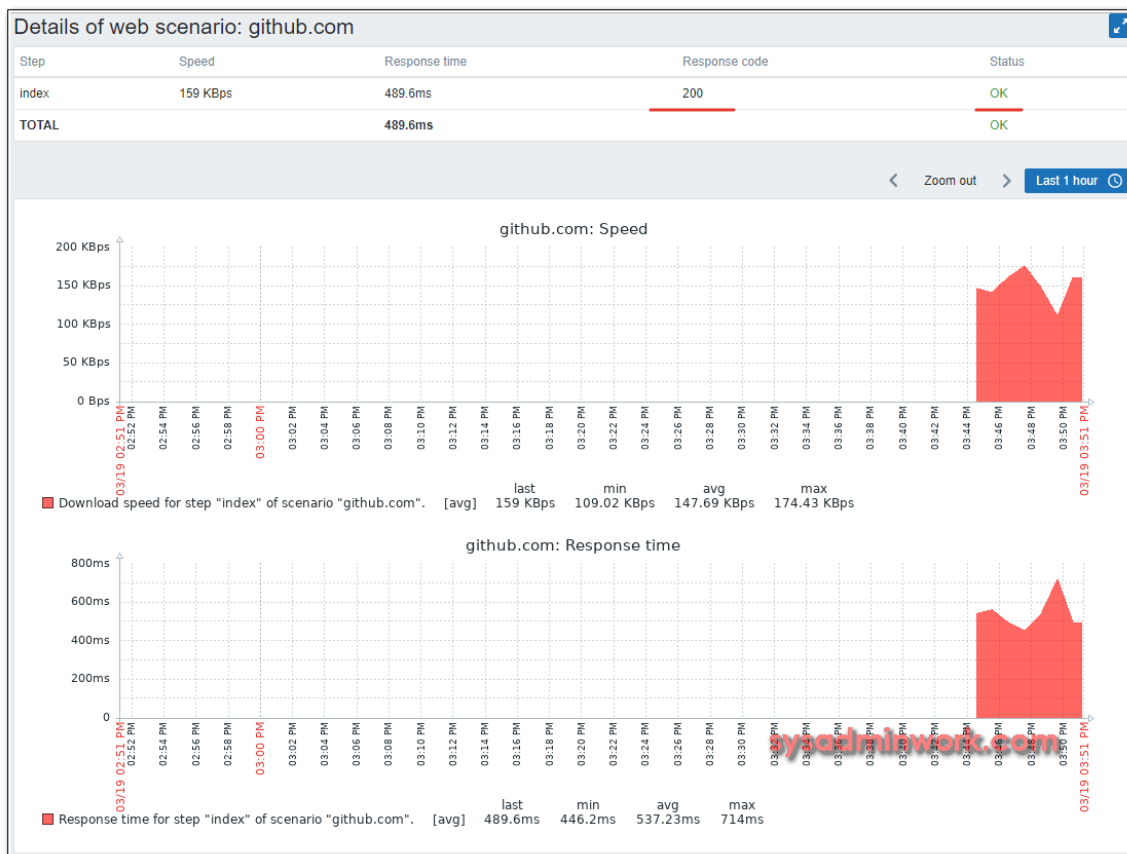 Details of web scenario: github.com
Step Speed Response time Response code Status
index 159 KBps 489.6ms 200 OK
TOTAL 489.6ms OK
Zoom out Last 1 hour
github.com: Speed
200 KBps
150 KBps
100 KBps
50 KBps
0 Bps
03/19 02:51 PM 02:52 PM 02:54 PM 02:56 PM 02:58 PM 03:00 PM 03:02 PM 03:04 PM 03:06 PM 03:08 PM 03:10 PM 03:12 PM 03:14 PM 03:16 PM 03:18 PM 03:20 PM 03:22 PM 03:24 PM 03:26 PM 03:28 PM 03:30 PM 03:32 PM 03:34 PM 03:36 PM 03:38 PM 03:40 PM 03:42 PM 03:44 PM 03:46 PM 03:48 PM 03:50 PM 03/19 03:51 PM
last min avg max
Download speed for step "index" of scenario "github.com". [avg] 159 KBps 109.02 KBps 147.69 KBps 174.43 KBps
github.com: Response time
800ms
600ms
400ms
200ms
0
03/19 02:51 PM 02:52 PM 02:54 PM 02:56 PM 02:58 PM 03:00 PM 03:02 PM 03:04 PM 03:06 PM 03:08 PM 03:10 PM 03:12 PM 03:14 PM 03:16 PM 03:18 PM 03:20 PM 03:22 PM 03:24 PM 03:26 PM 03:28 PM 03:30 PM 03:50 PM 03/19 03:51 PM
sysadminwork.com
last min avg max
Response time for step "index" of scenario "github.com". [avg] 489.6ms 446.2ms 537.23ms 714ms